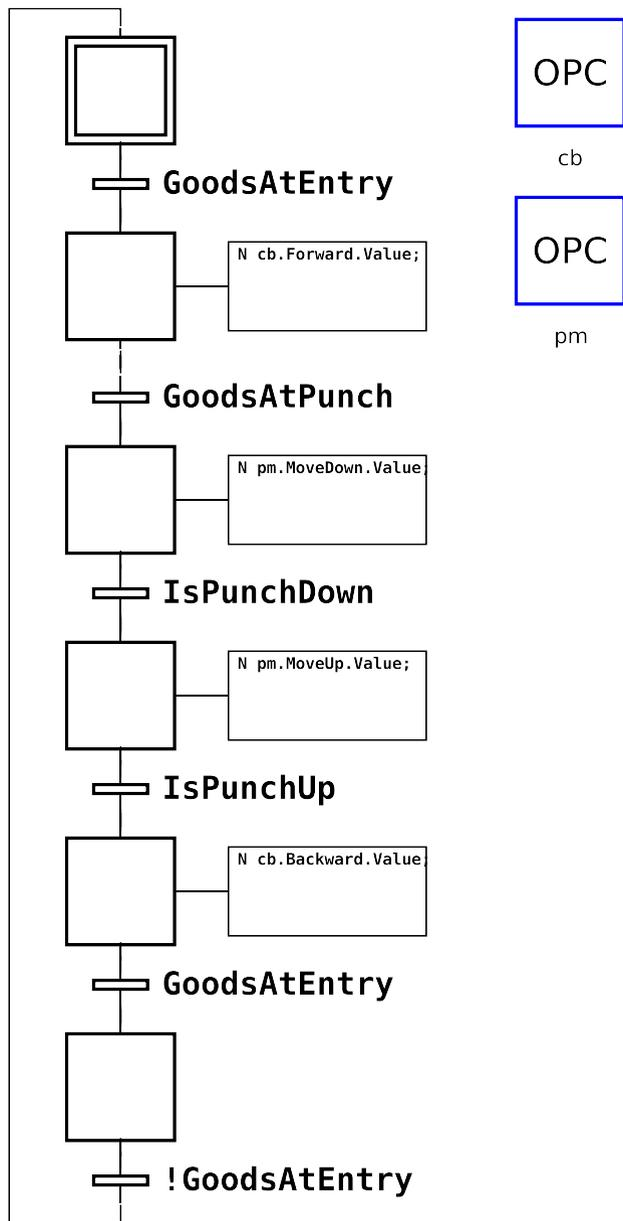 OPC
cb
GoodsAtEntry
OPC
N cb.Forward.Value;
pm
GoodsAtPunch
N pm.MoveDown.Value;
IsPunchDown
N pm.MoveUp.Value;
IsPunchUp
N cb.Backward.Value;
GoodsAtEntry
!GoodsAtEntry